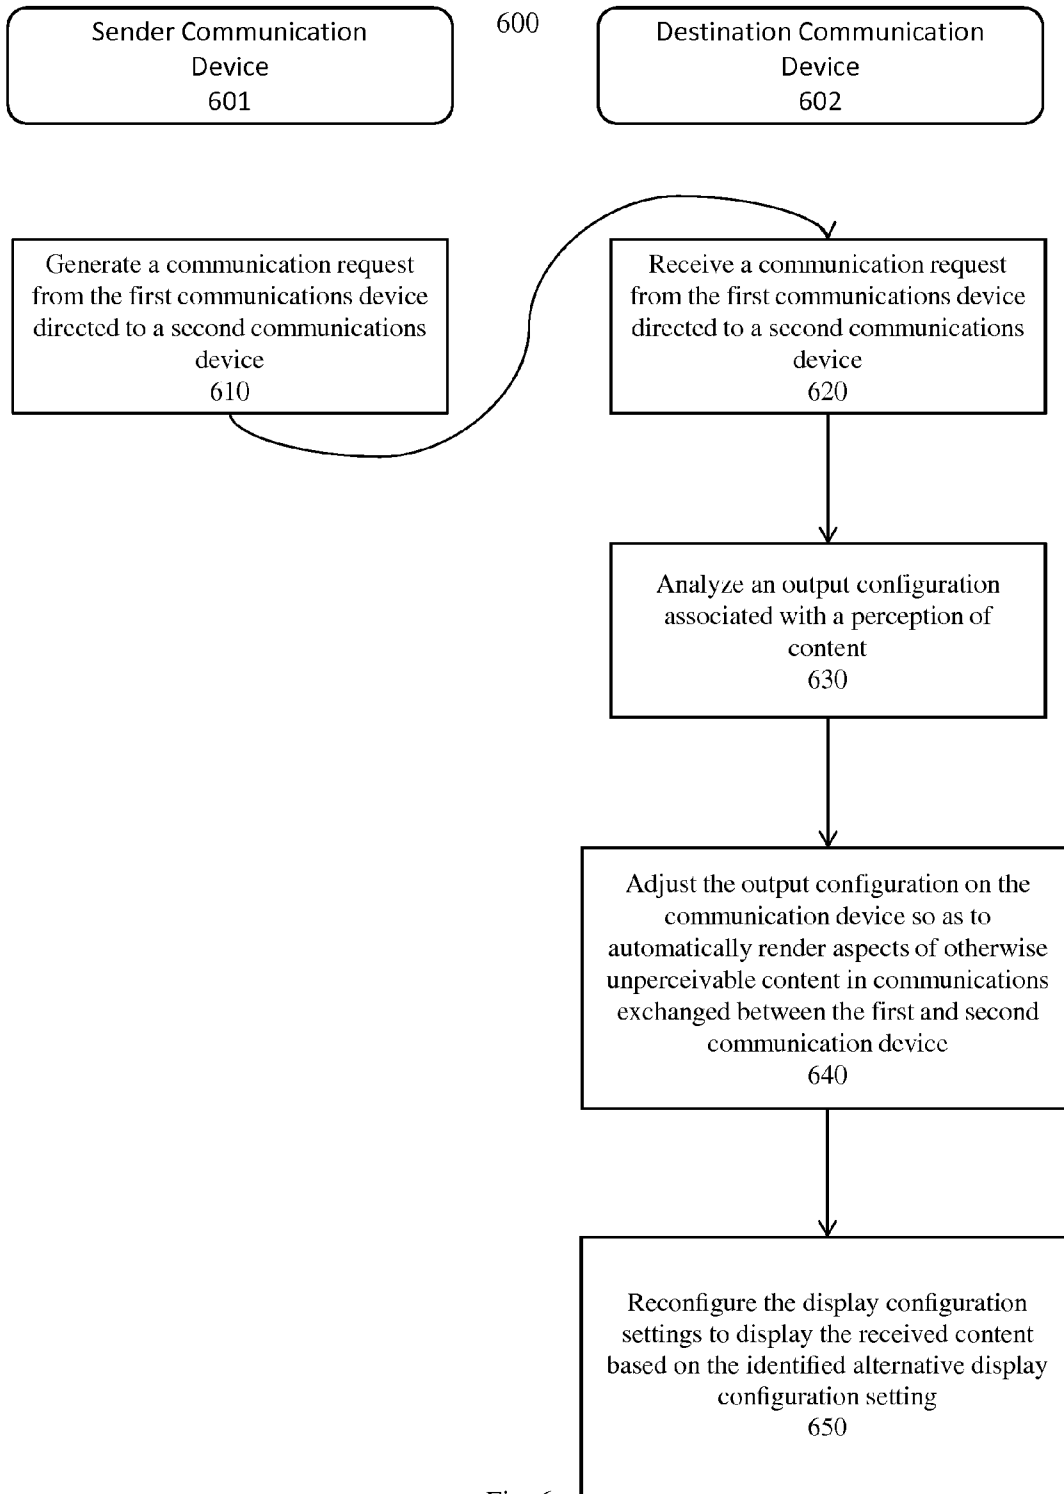 600
Sender Communication
Device
601
Destination Communication
Device
602
Generate a communication request
from the first communications device
directed to a second communications
device
610
Receive a communication request
from the first communications device
directed to a second communications
device
620
Analyze an output configuration
associated with a perception of
content
630
Adjust the output configuration on the
communication device so as to
automatically render aspects of otherwise
unperceivable content in communications
exchanged between the first and second
communication device
640
Reconfigure the display configuration
settings to display the received content
based on the identified alternative display
configuration setting
650
Fig. 6